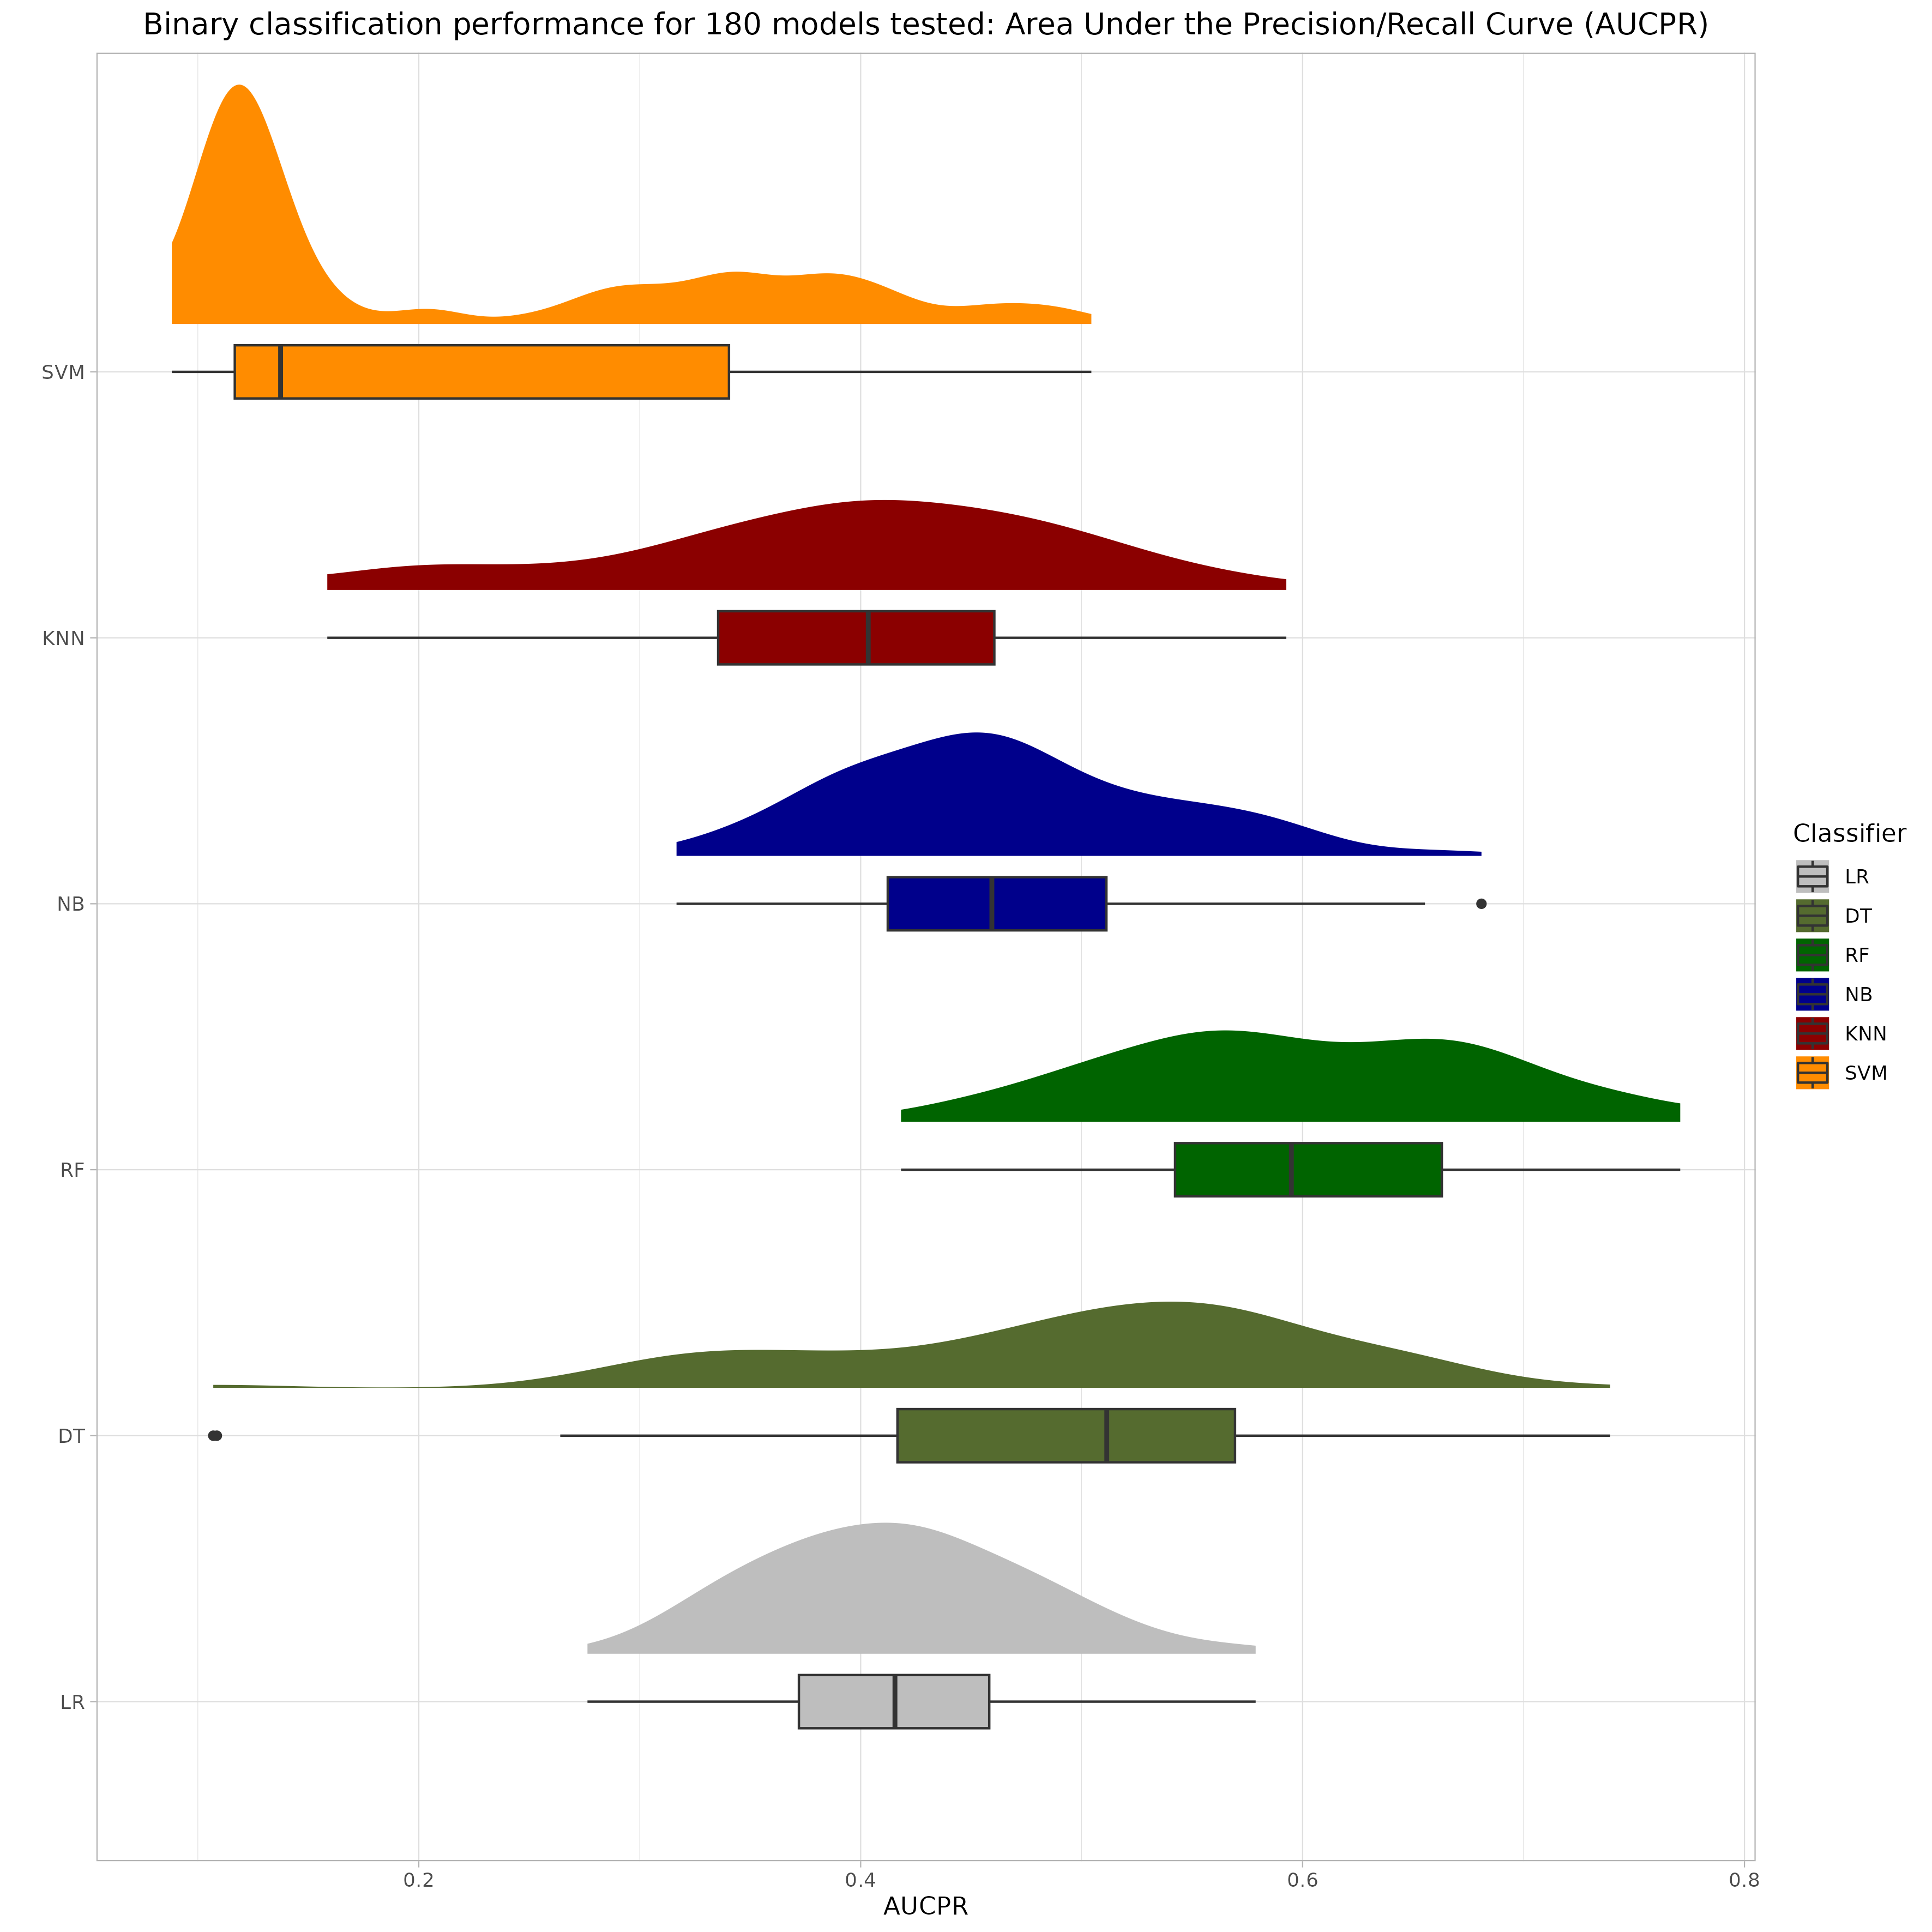 Binary classification performance for 180 models tested: Area Under the Precision/Recall Curve (AUCPR)
SVM
KNN
NB
RF
DT
LR
0.2
0.4
0.6
0.8
AUCPR
Classifier
LR
DT
RF
NB
KNN
SVM